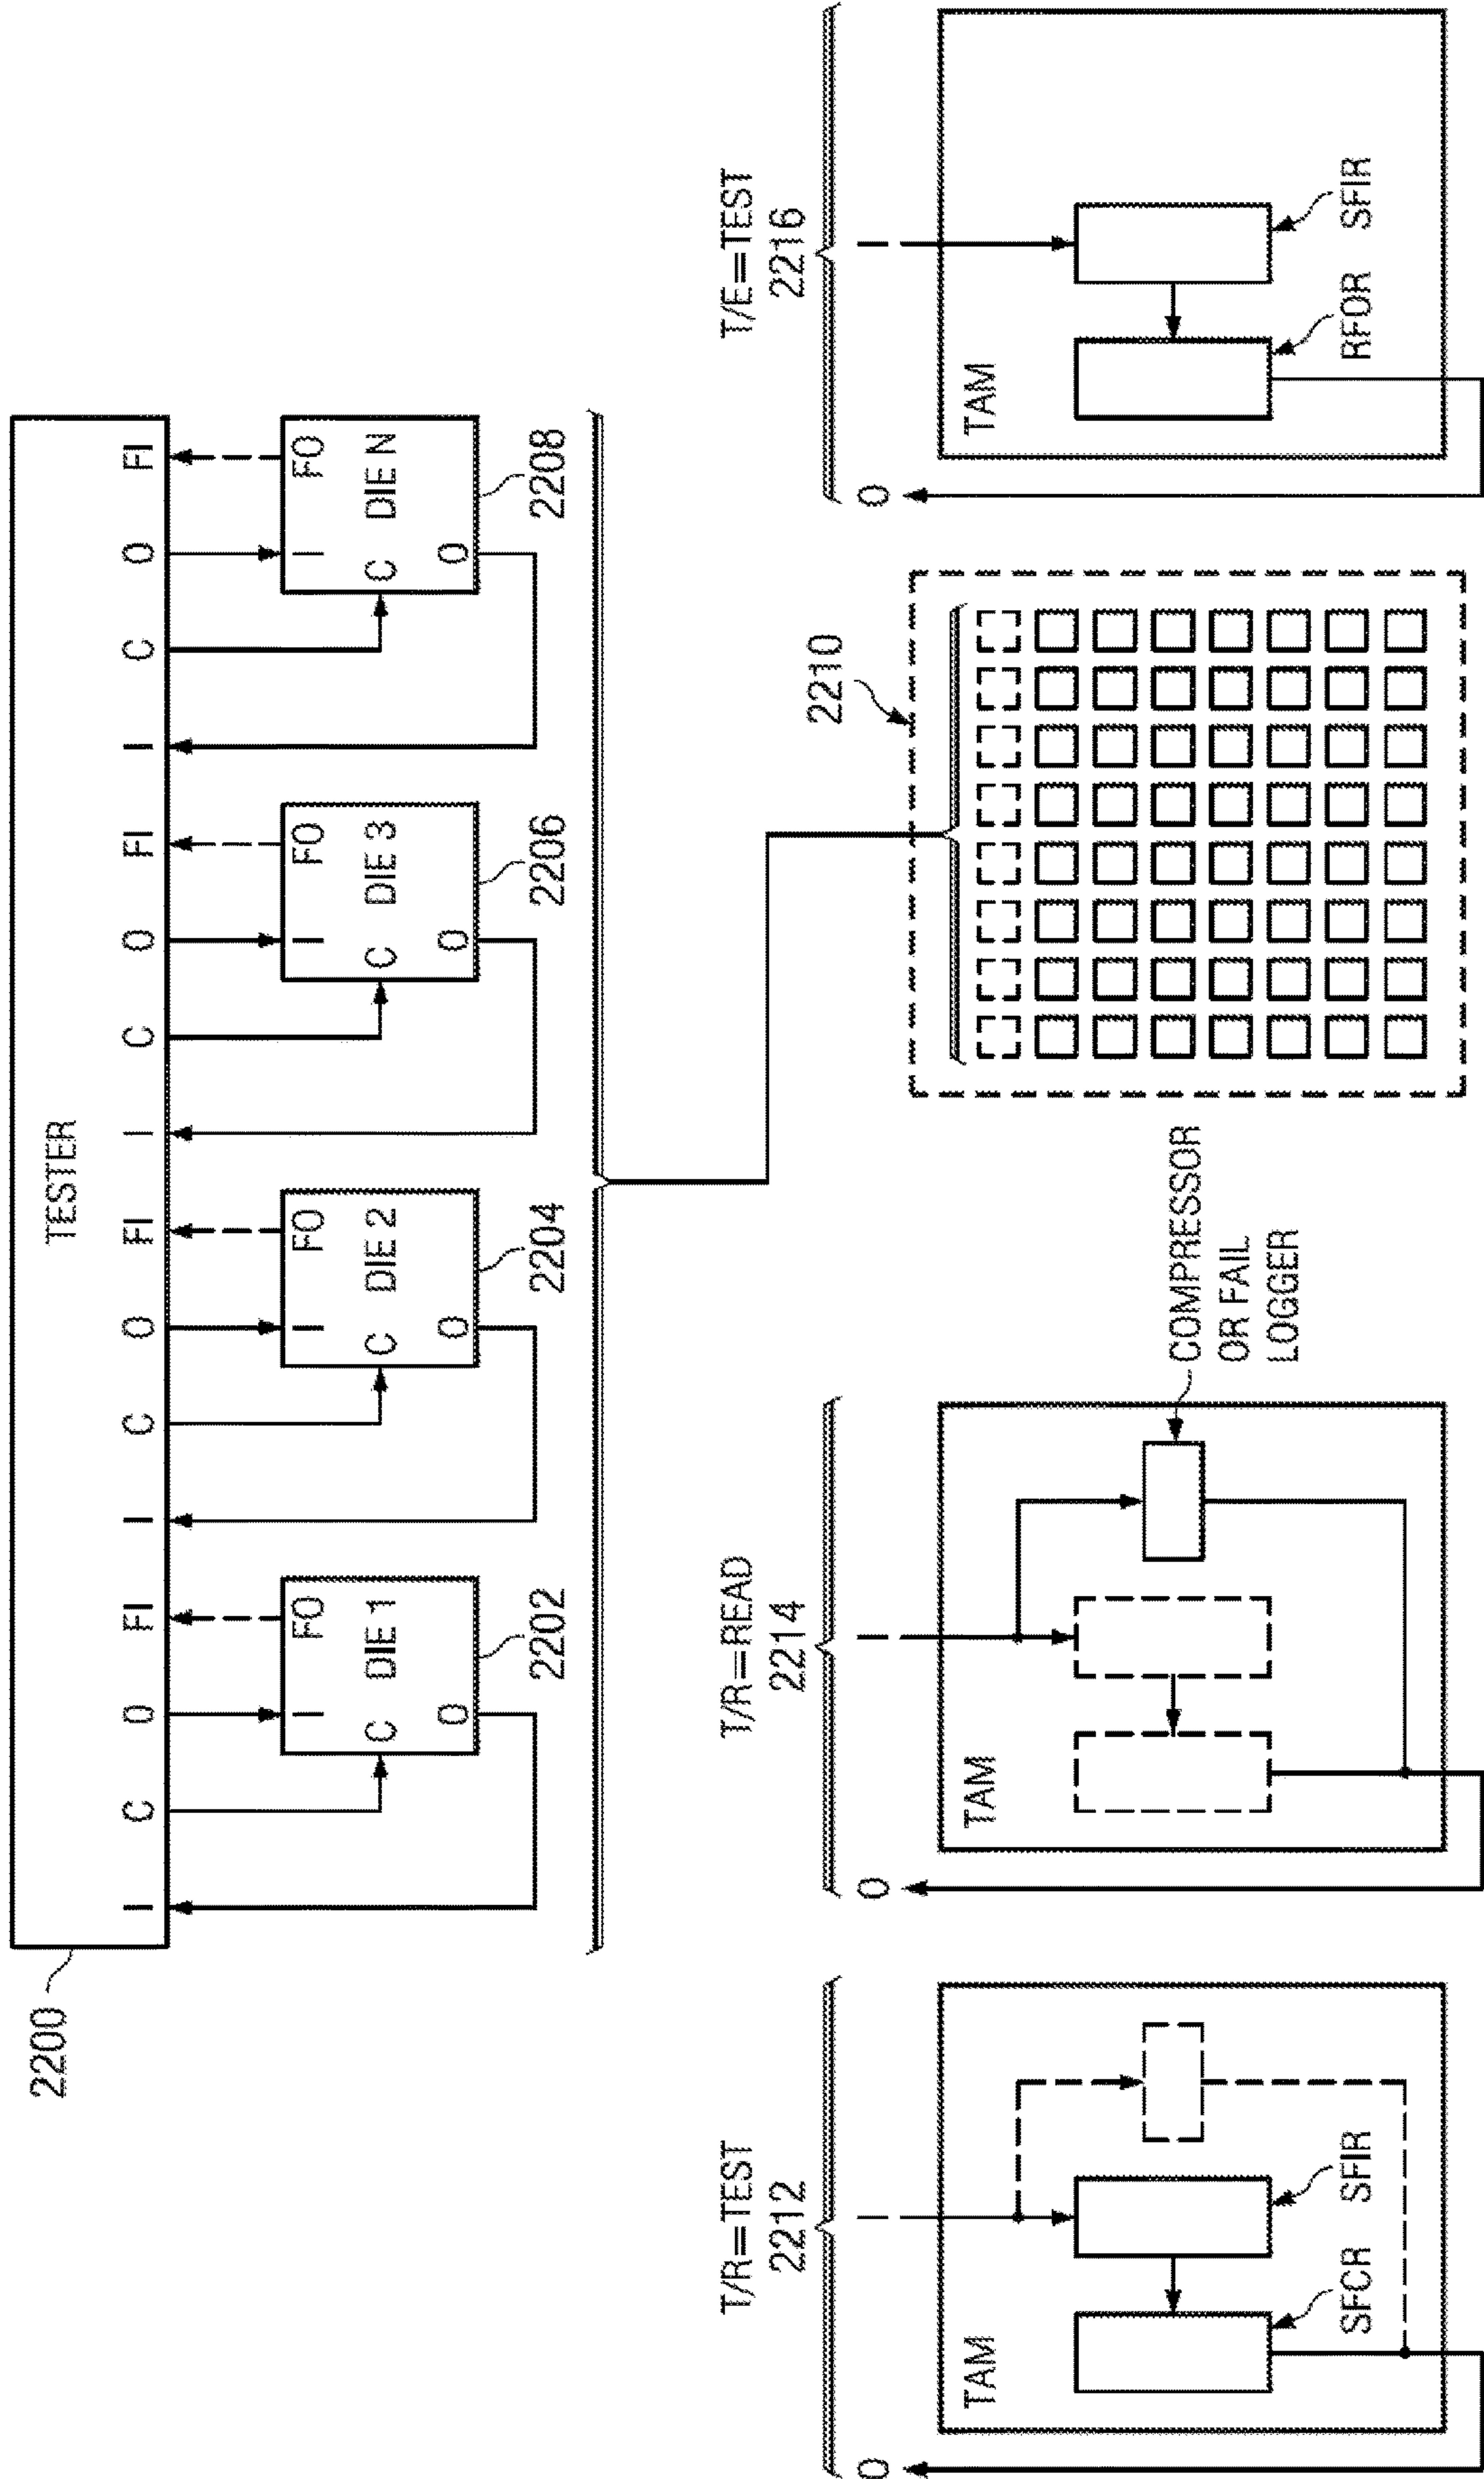 2200
TESTER
I C O FI I C O FI I C O FI I C O FI
I FO I FO I FO I FO
C DIE 1 C DIE 2 C DIE 3 C DIE N
O O O O
2202 2204 2206 2208
T/R=TEST
2212
T/R=READ
2214
2210
T/E=TEST
2216
O
TAM
SFCR SFIR
O
TAM
COMPRESSOR
OR FAIL
LOGGER
O
TAM
RFOR SFIR